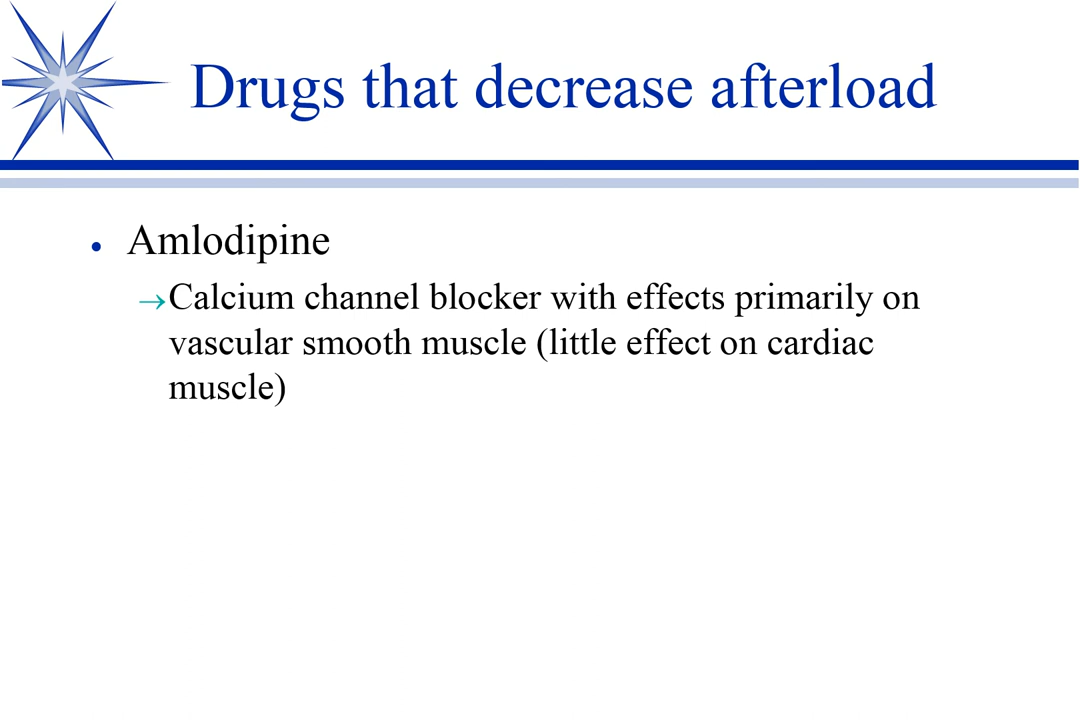 Drugs that decrease afterload
• Amlodipine
→Calcium channel blocker with effects primarily on
vascular smooth muscle (little effect on cardiac
muscle)